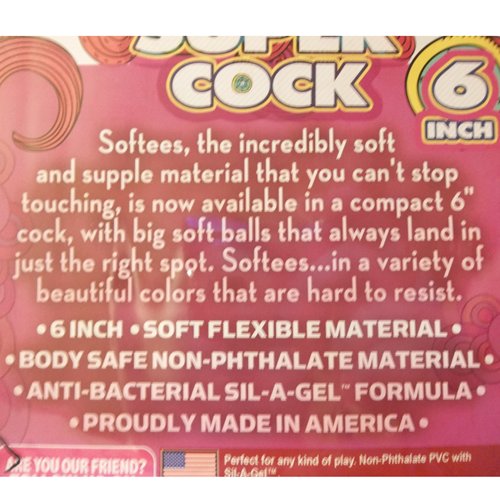 SUPER
COCK
6
INCH
Softees, the incredibly soft
and supple material that you can't stop
touching, is now available in a compact 6"
cock, with big soft balls that always land in
just the right spot. Softees...in a variety of
beautiful colors that are hard to resist.
• 6 INCH • SOFT FLEXIBLE MATERIAL •
• BODY SAFE NON-PHTHALATE MATERIAL •
• ANTI-BACTERIAL SIL-A-GEL™ FORMULA •
• PROUDLY MADE IN AMERICA •
ARE YOU OUR FRIEND?
Perfect for any kind of play. Non-Phthalate PVC with
Sil-A-Gel™